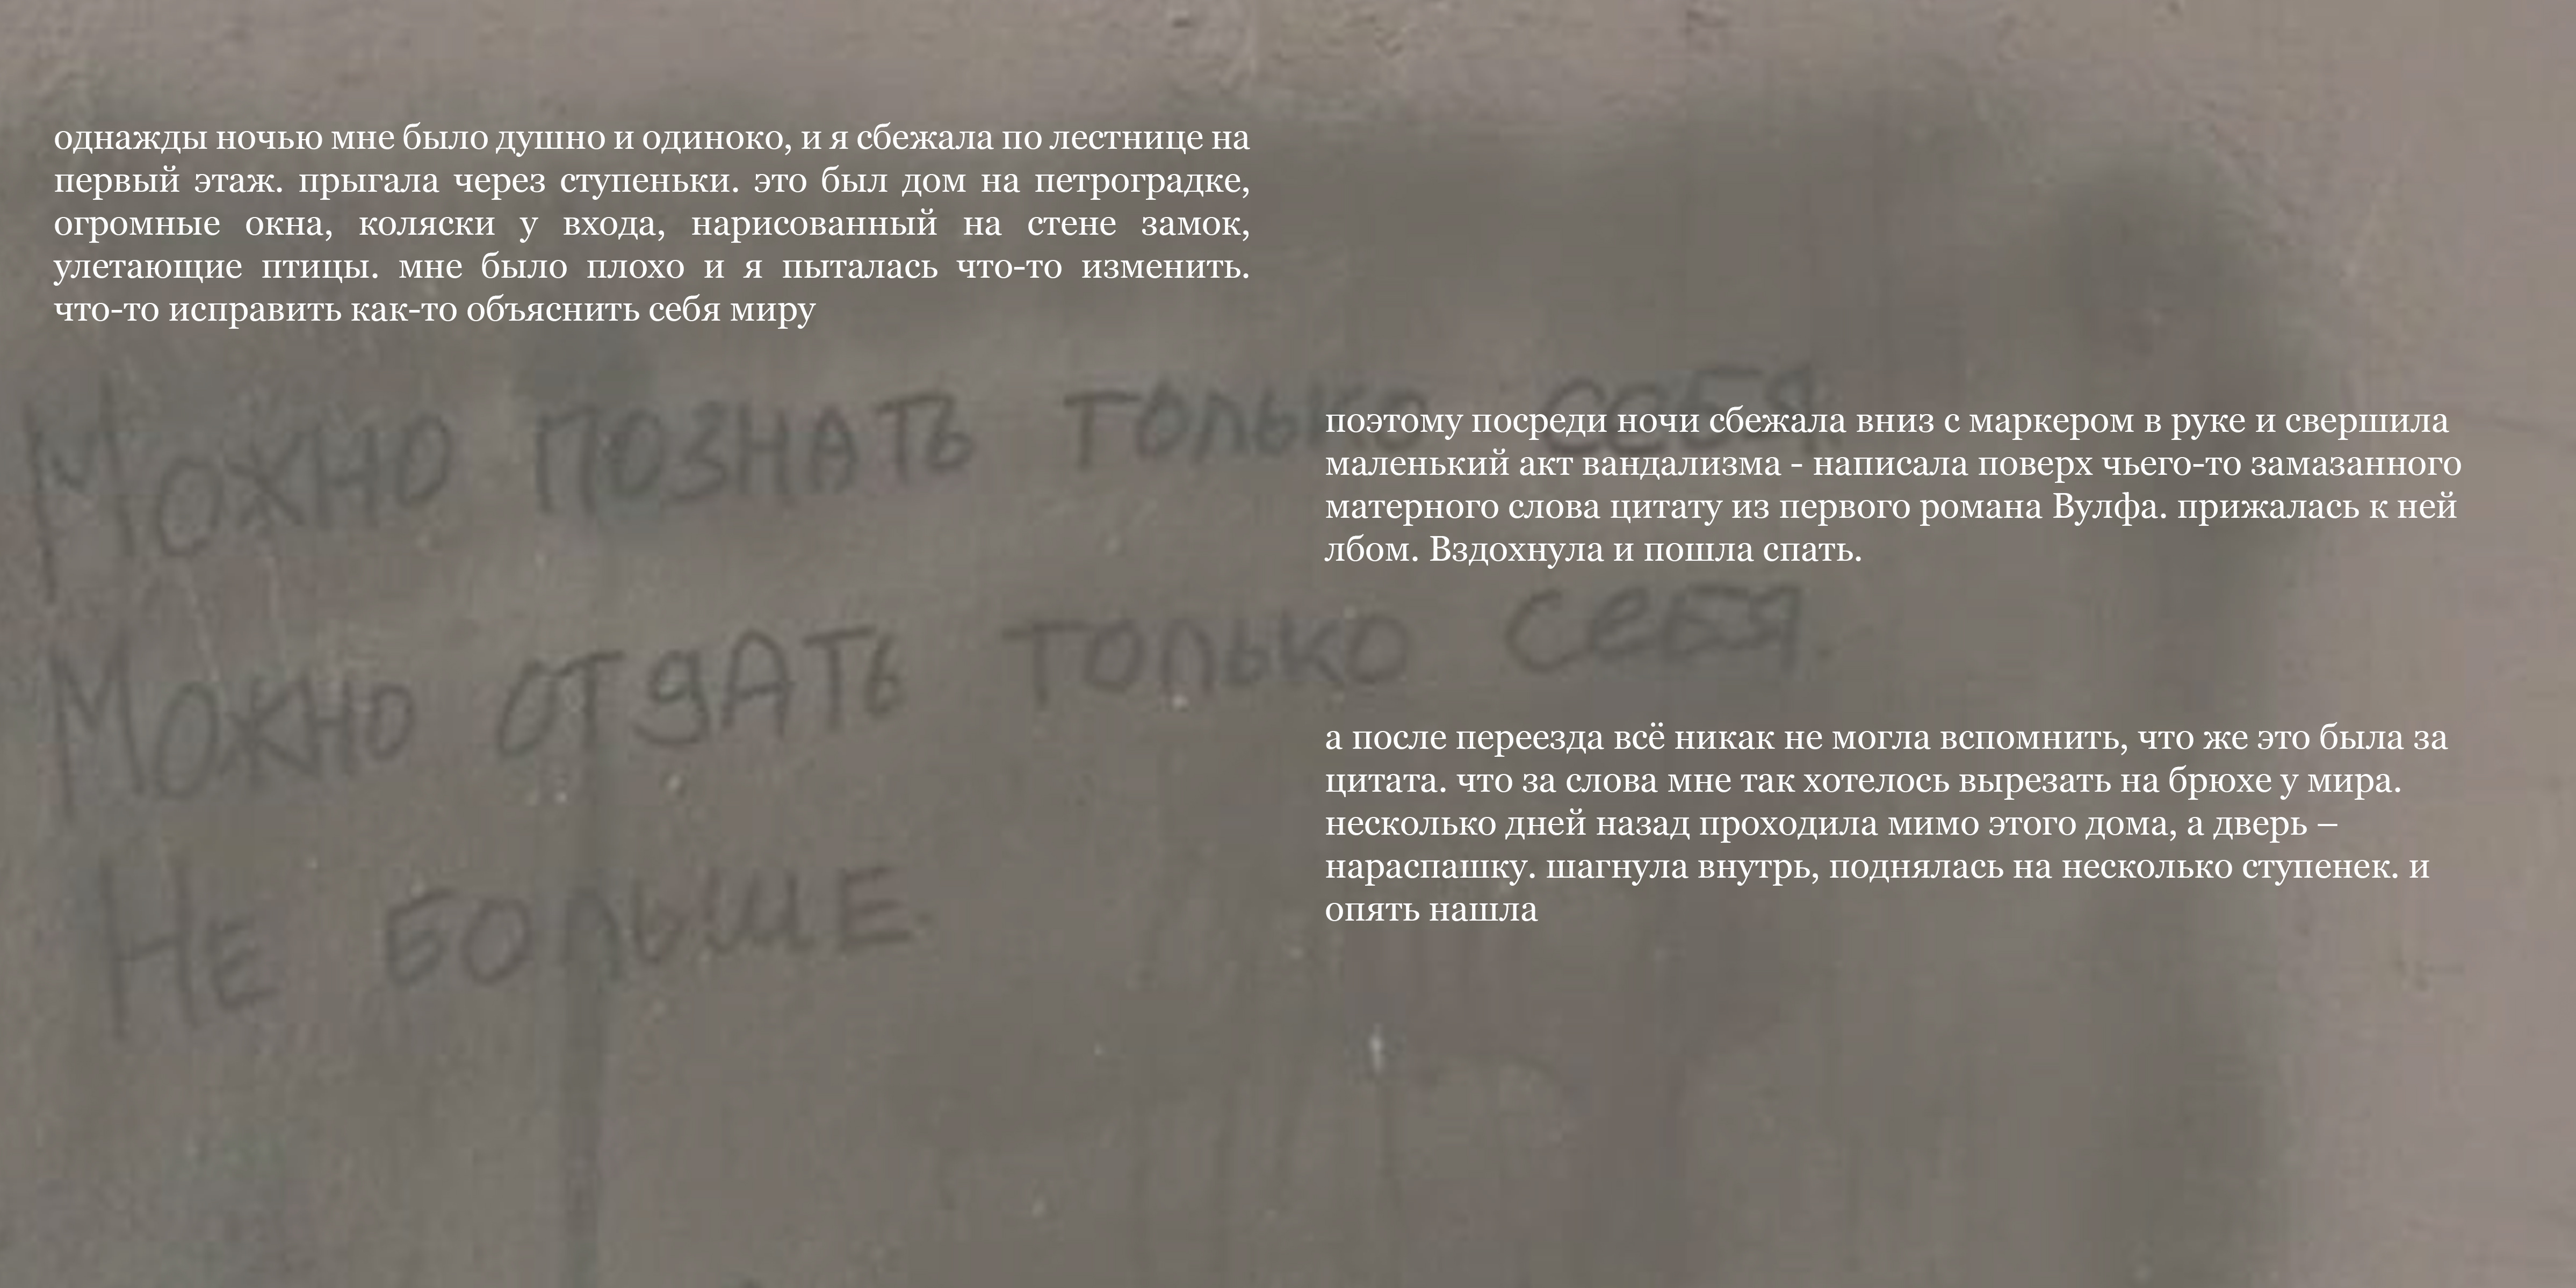 однажды ночью мне было душно и одиноко, и я сбежала по лестнице на
первый этаж. прыгала через ступеньки. это был дом на петроградке,
огромные окна, коляски у входа, нарисованный на стене замок,
улетающие птицы. мне было плохо и я пыталась что-то изменить.
что-то исправить как-то объяснить себя миру
Можно познать только себя
поэтому посреди ночи сбежала вниз с маркером в руке и свершила
маленький акт вандализма - написала поверх чьего-то замазанного
матерного слова цитату из первого романа Вулфа. прижалась к ней
лбом. Вздохнула и пошла спать.
Можно отдать только себя.
Не больше.
а после переезда всё никак не могла вспомнить, что же это была за
цитата. что за слова мне так хотелось вырезать на брюхе у мира.
несколько дней назад проходила мимо этого дома, а дверь –
нараспашку. шагнула внутрь, поднялась на несколько ступенек. и
опять нашла